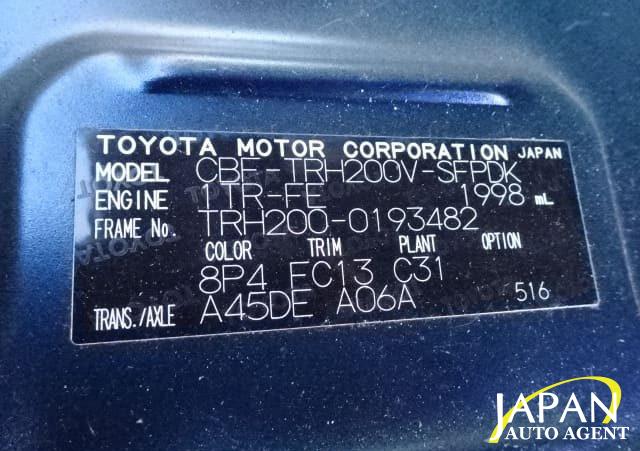 TOYOTA MOTOR CORPORATION JAPAN
MODEL CBF-TRH200V-SFPDK
ENGINE 1TR-FE 1998 mL
FRAME No. TRH200-0193482
COLOR TRIM PLANT OPTION
8P4 FC13 C31
TRANS./AXLE A45DE A06A 516
JAPAN
AUTO AGENT